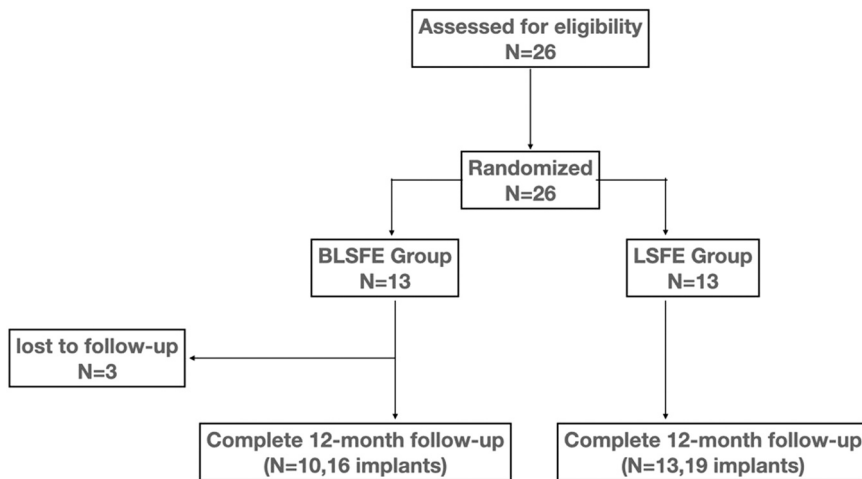 Assessed for eligibility
N=26
Randomized
N=26
BLSFE Group
N=13
LSFE Group
N=13
lost to follow-up
N=3
Complete 12-month follow-up
(N=10,16 implants)
Complete 12-month follow-up
(N=13,19 implants)